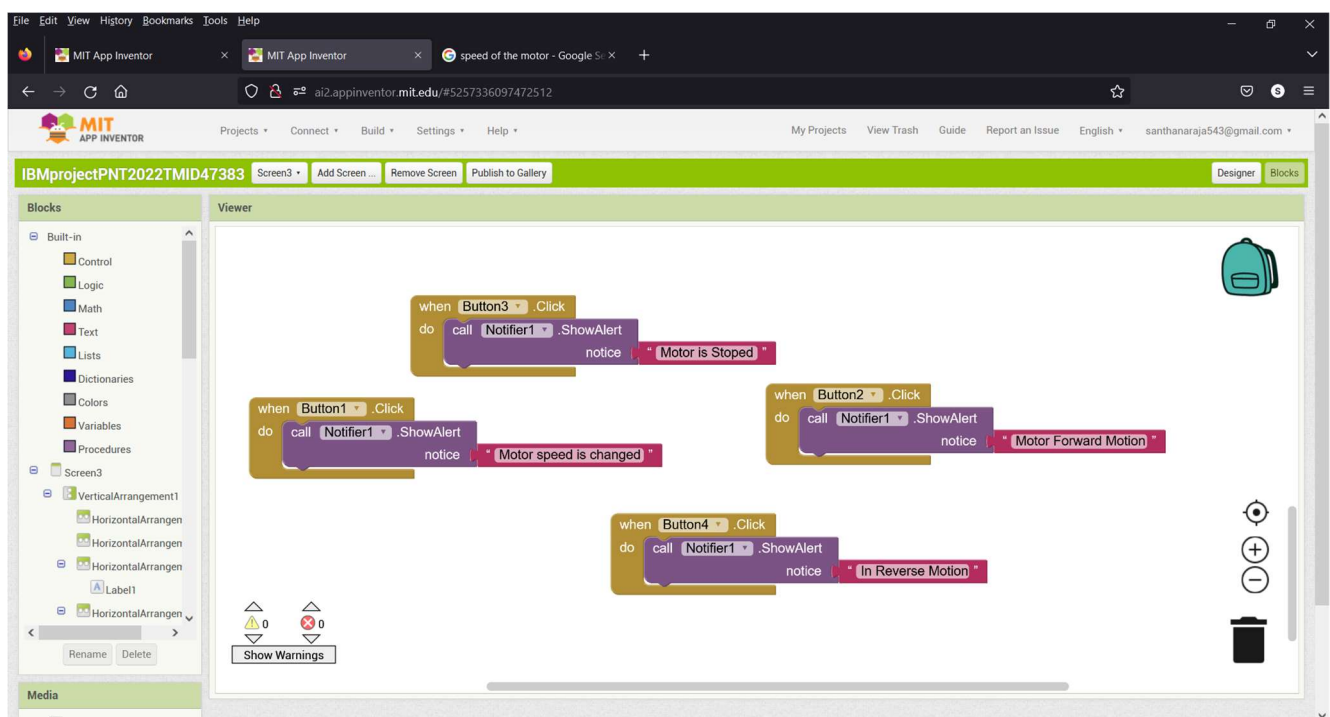 File Edit View History Bookmarks Tools Help
MIT App Inventor
MIT App Inventor
speed of the motor - Google Se
ai2.appinventor.mit.edu/#5257336097472512
MIT
APP INVENTOR
Projects Connect Build Settings Help
My Projects View Trash Guide Report an Issue English santhanaraja543@gmail.com
IBMprojectPNT2022TMID47383 Screen3 Add Screen ... Remove Screen Publish to Gallery Designer Blocks
Blocks
Viewer
Built-in
Control
Logic
Math
Text
Lists
Dictionaries
Colors
Variables
Procedures
Screen3
VerticalArrangement1
HorizontalArrangen
HorizontalArrangen
HorizontalArrangen
A Label1
HorizontalArrangen
Rename Delete
Media
when Button3 .Click
do call Notifier1 .ShowAlert
notice " Motor is Stoped "
when Button1 .Click
do call Notifier1 .ShowAlert
notice " Motor speed is changed "
when Button2 .Click
do call Notifier1 .ShowAlert
notice " Motor Forward Motion "
when Button4 .Click
do call Notifier1 .ShowAlert
notice " In Reverse Motion "
0 0
Show Warnings
S